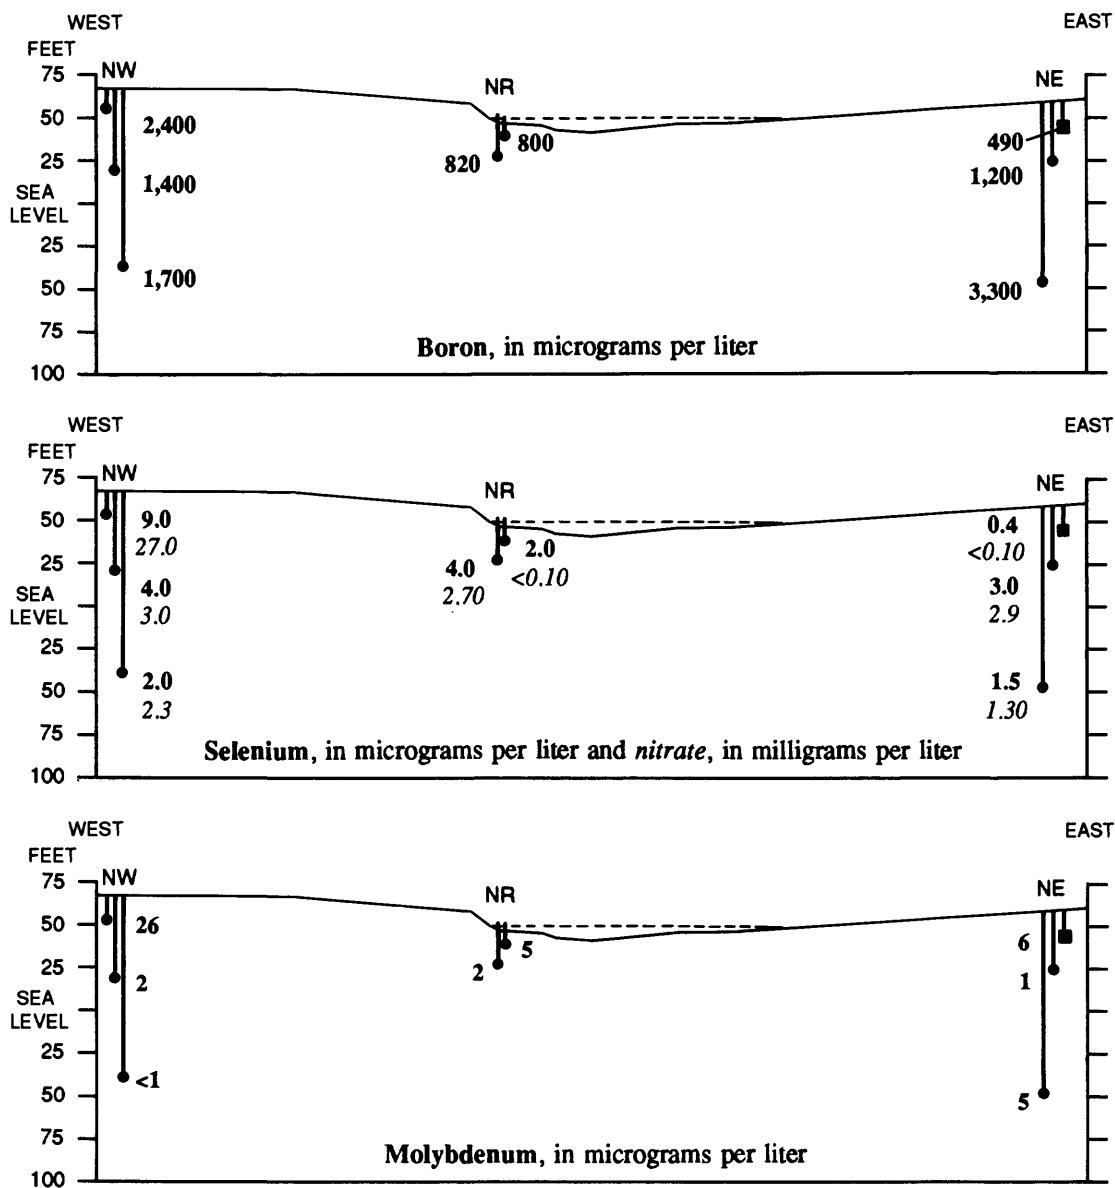 WEST
EAST
FEET
75
NW
NR
NE
50
2,400
800
490
820
25
1,400
1,200
SEA
LEVEL
25
1,700
50
3,300
75
Boron, in micrograms per liter
100
WEST
EAST
FEET
75
NW
NR
NE
50
9.0
0.4
27.0
2.0
<0.10
25
4.0
<0.10
4.0
3.0
SEA
2.70
LEVEL
3.0
2.9
25
2.0
1.5
50
2.3
1.30
75
Selenium, in micrograms per liter and nitrate, in milligrams per liter
100
WEST
EAST
FEET
75
NW
NR
NE
50
26
5
6
25
2
2
1
SEA
LEVEL
25
<1
50
5
75
Molybdenum, in micrograms per liter
100